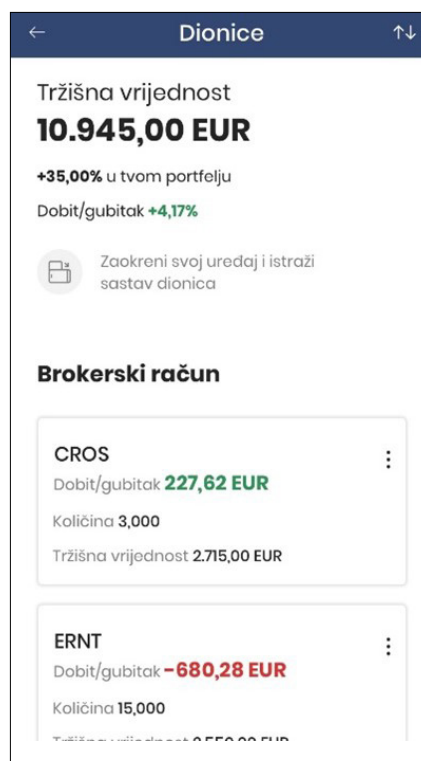 Dionice
Tržišna vrijednost
10.945,00 EUR
+35,00% u tvom portfelju
Dobit/gubitak +4,17%
Zaokreni svoj uređaj i istraži
sastav dionica
Brokerski račun
CROS
Dobit/gubitak 227,62 EUR
Količina 3,000
Tržišna vrijednost 2.715,00 EUR
ERNT
Dobit/gubitak -680,28 EUR
Količina 15,000